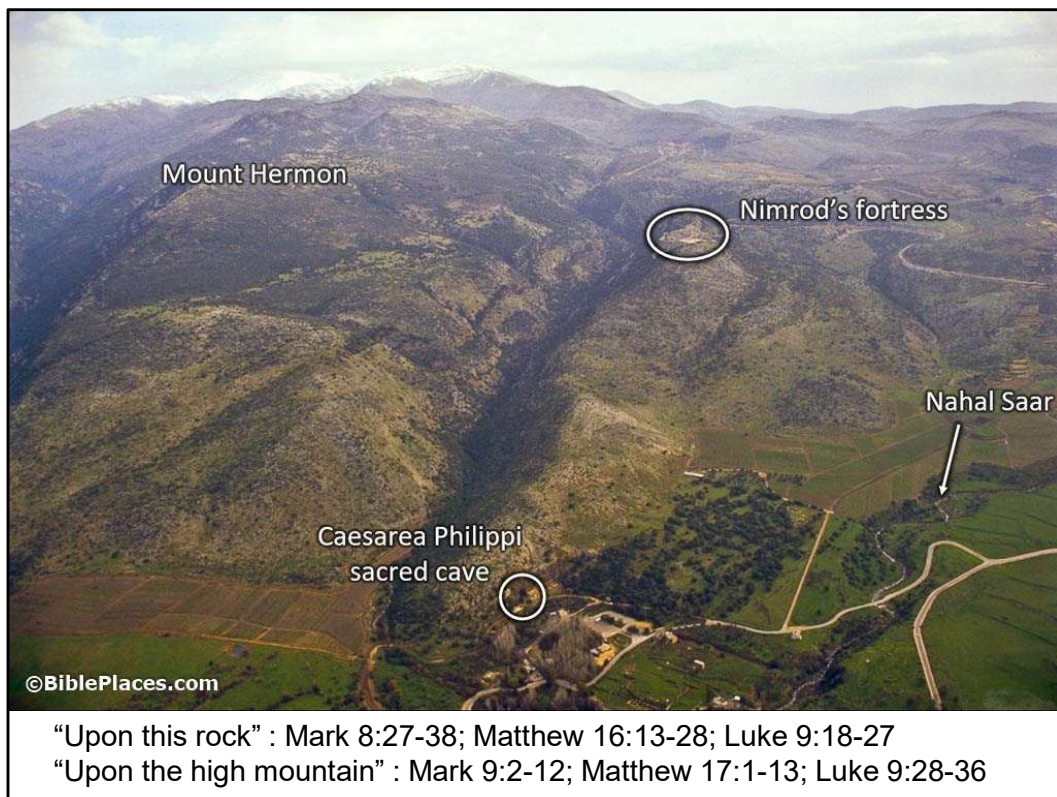 Mount Hermon
Nimrod’s fortress
Nahal Saar
Caesarea Philippi
sacred cave
©BiblePlaces.com
“Upon this rock” : Mark 8:27-38; Matthew 16:13-28; Luke 9:18-27
“Upon the high mountain” : Mark 9:2-12; Matthew 17:1-13; Luke 9:28-36